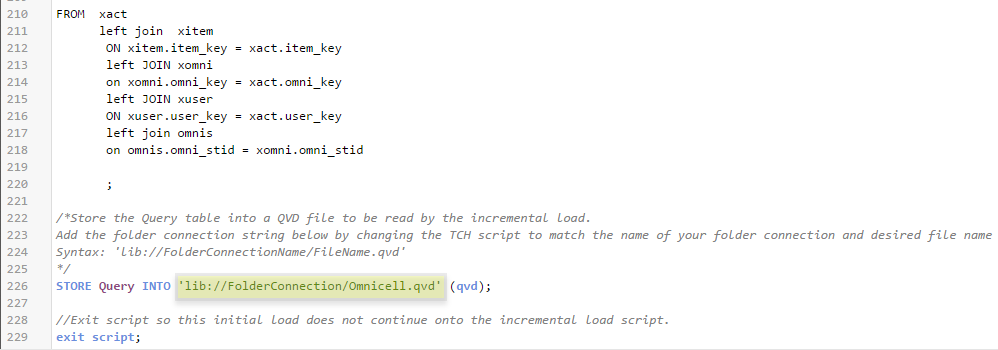 210 FROM xact
211 left join xitem
212 ON xitem.item_key = xact.item_key
213 left JOIN xomni
214 on xomni.omni_key = xact.omni_key
215 left JOIN xuser
216 ON xuser.user_key = xact.user_key
217 left join omnis
218 on omnis.omni_stid = xomni.omni_stid
219
220 ;
221
222 /*Store the Query table into a QVD file to be read by the incremental load.
223 Add the folder connection string below by changing the TCH script to match the name of your folder connection and desired file name
224 Syntax: 'lib://FolderConnectionName/FileName.qvd'
225 */
226 STORE Query INTO 'lib://FolderConnection/Omnicell.qvd' (qvd);
227
228 //Exit script so this initial load does not continue onto the incremental load script.
229 exit script;